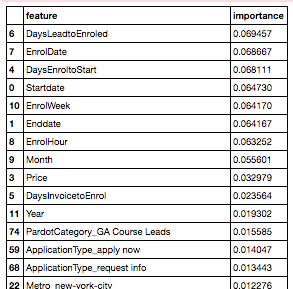 feature importance
6 DaysLeadtoEnroled 0.069457
7 EnrolDate 0.068667
4 DaysEnroltoStart 0.068111
0 Startdate 0.064730
10 EnrolWeek 0.064170
1 Enddate 0.064167
8 EnrolHour 0.063252
9 Month 0.055601
3 Price 0.032979
5 DaysInvoicetoEnrol 0.023564
11 Year 0.019302
74 PardotCategory_GA Course Leads 0.015585
59 ApplicationType_apply now 0.014047
68 ApplicationType_request info 0.013443
22 Metro_new-york-city 0.012276